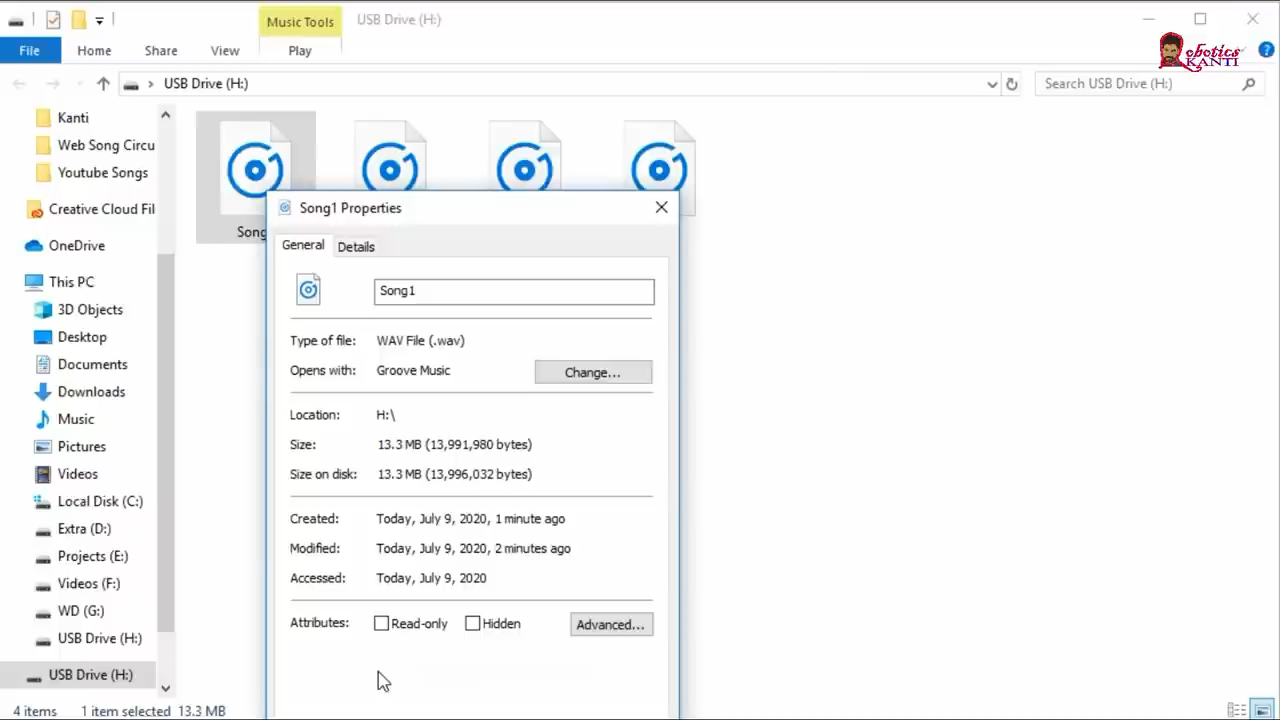 Music Tools
USB Drive (H:)
File
Home
Share
View
Play
obotics
KANTI
USB Drive (H:)
Search USB Drive (H:)
Kanti
Web Song Circu
Youtube Songs
Creative Cloud Fil
OneDrive
This PC
3D Objects
Desktop
Documents
Downloads
Music
Pictures
Videos
Local Disk (C:)
Extra (D:)
Projects (E:)
Videos (F:)
WD (G:)
USB Drive (H:)
USB Drive (H:)
Song
Song1 Properties
General
Details
Song1
Type of file: WAV File (.wav)
Opens with: Groove Music
Change...
Location: H:\
Size: 13.3 MB (13,991,980 bytes)
Size on disk: 13.3 MB (13,996,032 bytes)
Created: Today, July 9, 2020, 1 minute ago
Modified: Today, July 9, 2020, 2 minutes ago
Accessed: Today, July 9, 2020
Attributes: Read-only Hidden
Advanced...
4 items 1 item selected 13.3 MB